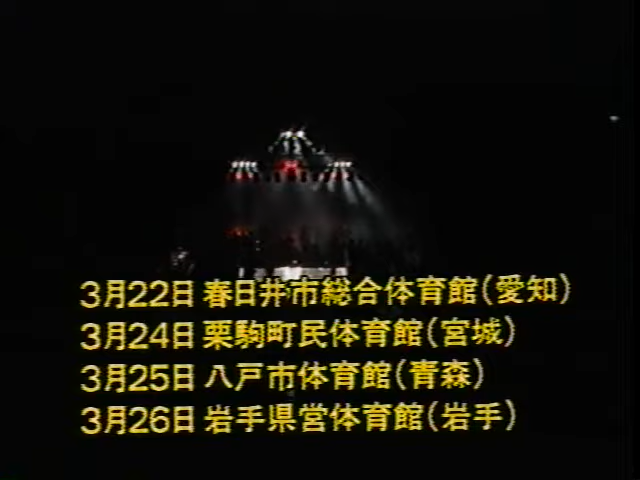 3月22日 春日井市総合体育館(愛知)
3月24日 栗駒町民体育館(宮城)
3月25日 八戸市体育館(青森)
3月26日 岩手県営体育館(岩手)